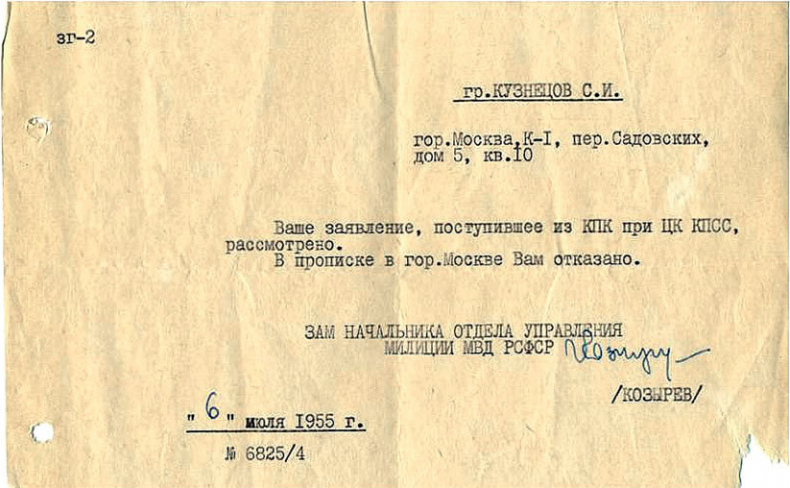 зг-2
гр.КУЗНЕЦОВ С.И.
гор.Москва,К-I, пер.Садовских,
дом 5, кв.10
Ваше заявление, поступившее из КПК при ЦК КПСС,
рассмотрено.
В прописке в гор.Москве Вам отказано.
ЗАМ НАЧАЛЬНИКА ОТДЕЛА УПРАВЛЕНИЯ
МИЛИЦИИ МВД РСФСР
/КОЗЫРЕВ/
"6" июля I955 г.
№ 6825/4